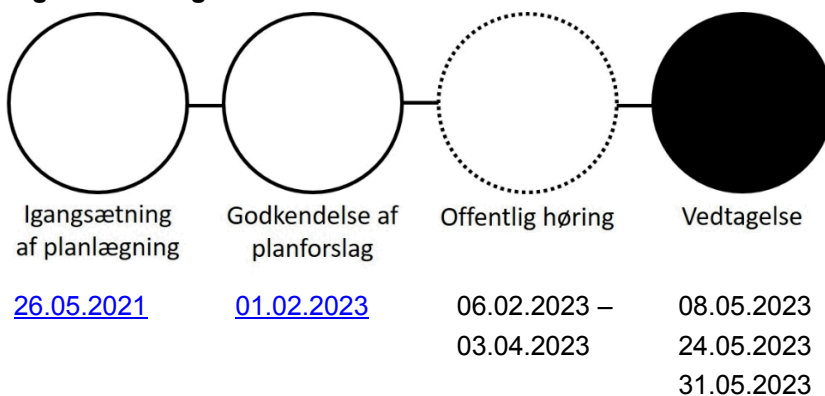 Igangsætning
af planlægning
Godkendelse af
planforslag
Offentlig høring
Vedtagelse
26.05.2021
01.02.2023
06.02.2023 –
03.04.2023
08.05.2023
24.05.2023
31.05.2023